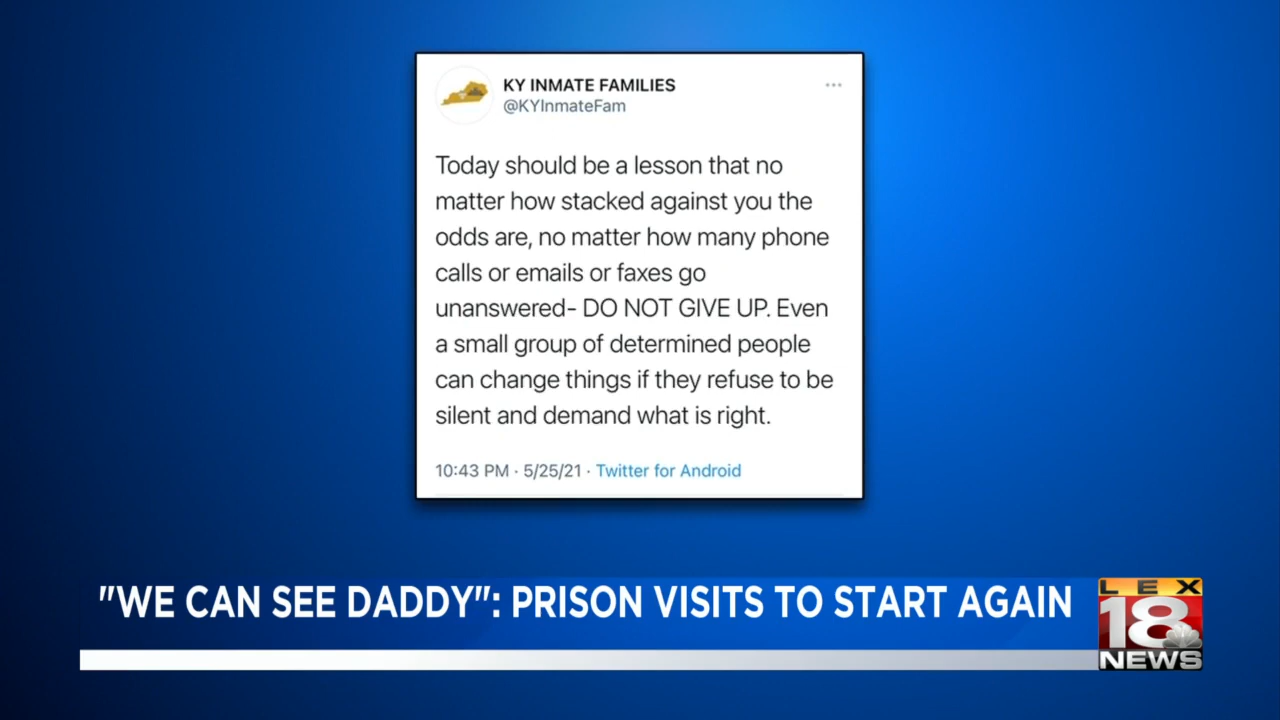 KY INMATE FAMILIES
@KYInmateFam
Today should be a lesson that no
matter how stacked against you the
odds are, no matter how many phone
calls or emails or faxes go
unanswered- DO NOT GIVE UP. Even
a small group of determined people
can change things if they refuse to be
silent and demand what is right.
10:43 PM · 5/25/21 · Twitter for Android
"WE CAN SEE DADDY": PRISON VISITS TO START AGAIN
LEX
18
NEWS